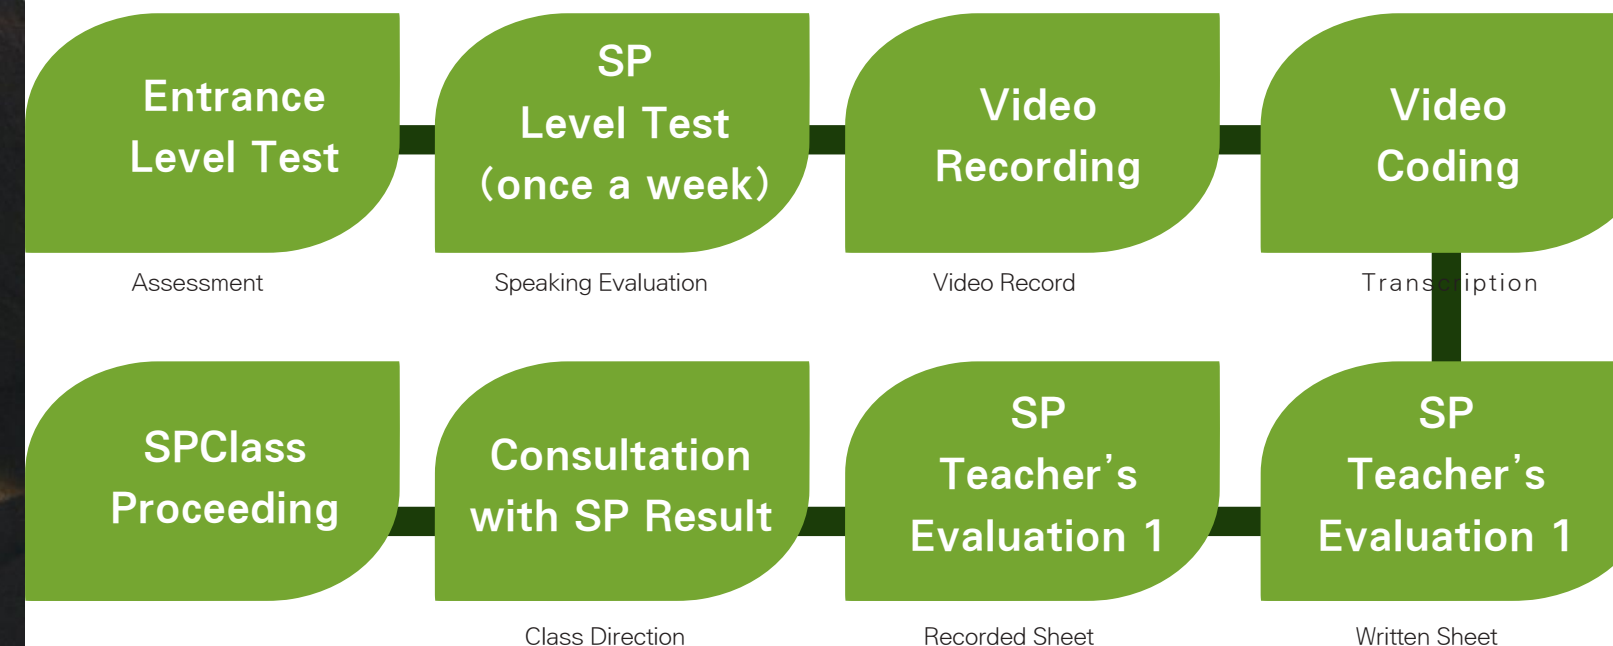 Entrance
Level Test
SP
Level Test
(once a week)
Video
Recording
Video
Coding
Assessment
Speaking Evaluation
Video Record
Transcription
SPClass
Proceeding
Consultation
with SP Result
SP
Teacher's
Evaluation 1
SP
Teacher's
Evaluation 1
Class Direction
Recorded Sheet
Written Sheet